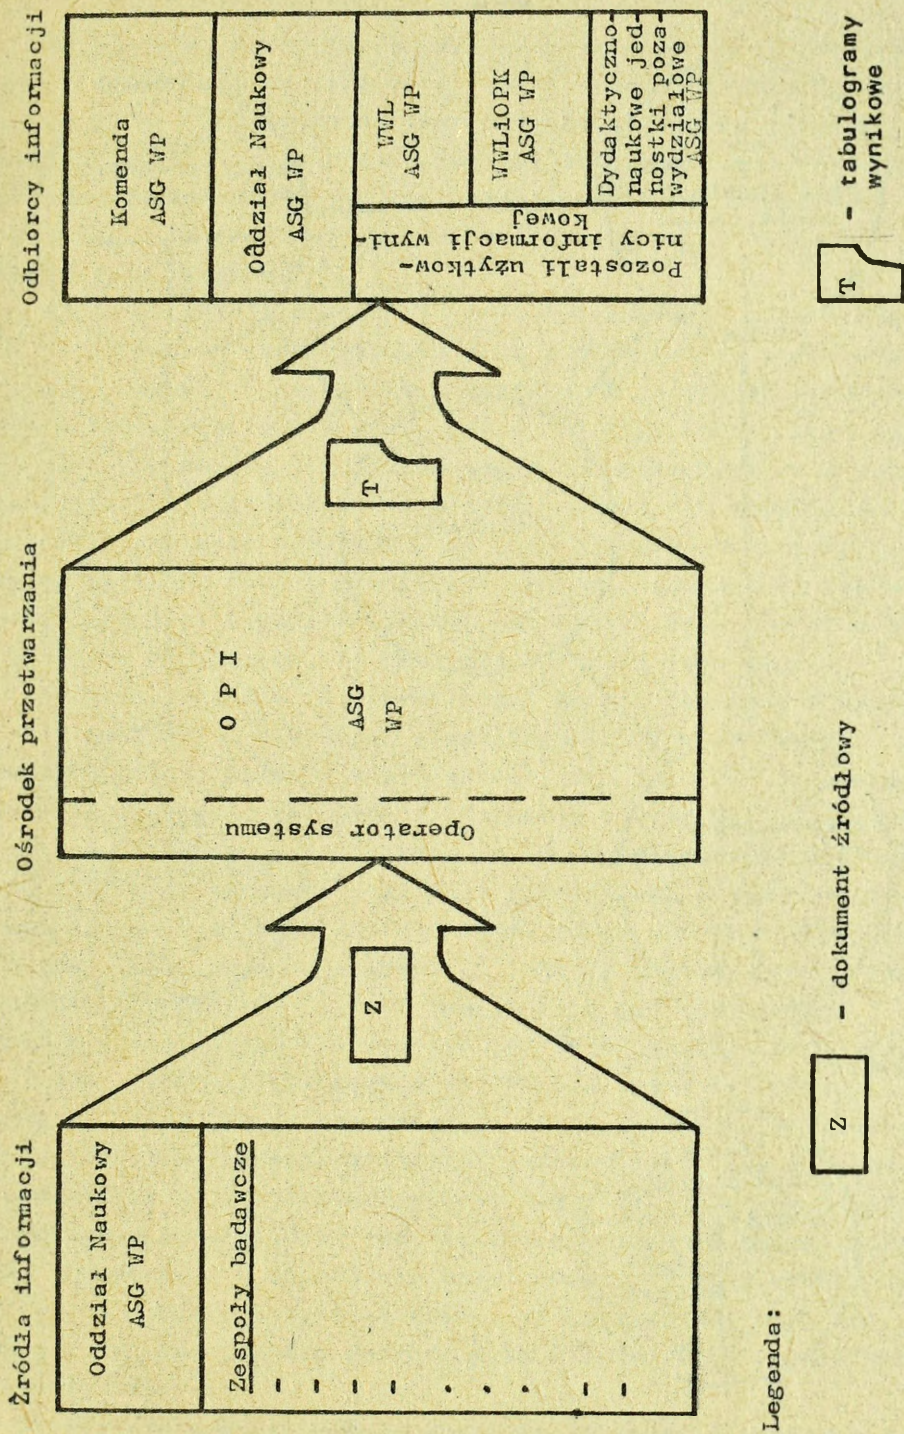 Źródła informacji
Oddział Naukowy
ASG WP
Zespoły badawcze
Z
Ośrodek przetwarzania
Operator systemu
O P I
ASG
WP
T
Odbiorcy informacji
Komenda
ASG WP
Oddział Naukowy
ASG WP
Pozostali użytkow-
nicy informacji wyni-
kowej
WWL
ASG WP
WWLiOPK
ASG WP
Dydaktyczno-
naukowe jed-
nostki poza-
wydziałowe
ASG WP
Legenda:
Z
- dokument źródłowy
T
- tabulogramy
wynikowe